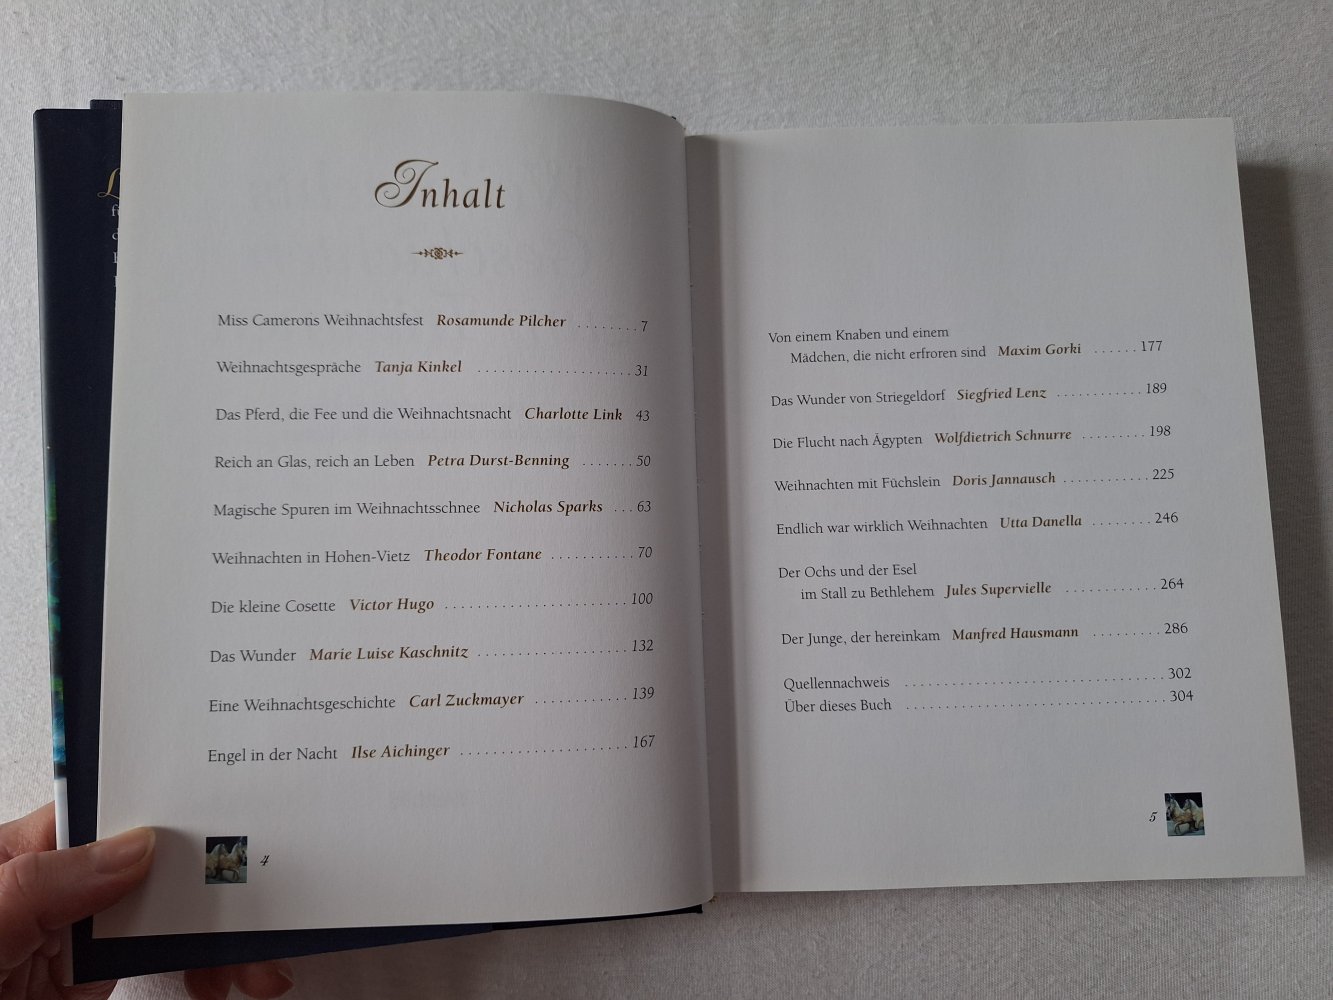 Inhalt
Miss Camerons Weihnachtsfest Rosamunde Pilcher ........ 7
Weihnachtsgespräche Tanja Kinkel .................... 31
Das Pferd, die Fee und die Weihnachtsnacht Charlotte Link 43
Reich an Glas, reich an Leben Petra Durst-Benning ....... 50
Magische Spuren im Weihnachtsschnee Nicholas Sparks ... 63
Weihnachten in Hohen-Vietz Theodor Fontane ........... 70
Die kleine Cosette Victor Hugo ........................ 100
Das Wunder Marie Luise Kaschnitz ................... 132
Eine Weihnachtsgeschichte Carl Zuckmayer ............ 139
Engel in der Nacht Ilse Aichinger ...................... 167
4
Von einem Knaben und einem
Mädchen, die nicht erfroren sind Maxim Gorki ...... 177
Das Wunder von Striegeldorf Siegfried Lenz ............ 189
Die Flucht nach Ägypten Wolfdietrich Schnurre ......... 198
Weihnachten mit Füchslein Doris Jannausch ............ 225
Endlich war wirklich Weihnachten Utta Danella ........ 246
Der Ochs und der Esel
im Stall zu Bethlehem Jules Supervielle ............ 264
Der Junge, der hereinkam Manfred Hausmann ......... 286
Quellennachweis ................................. 302
Über dieses Buch ................................. 304
5